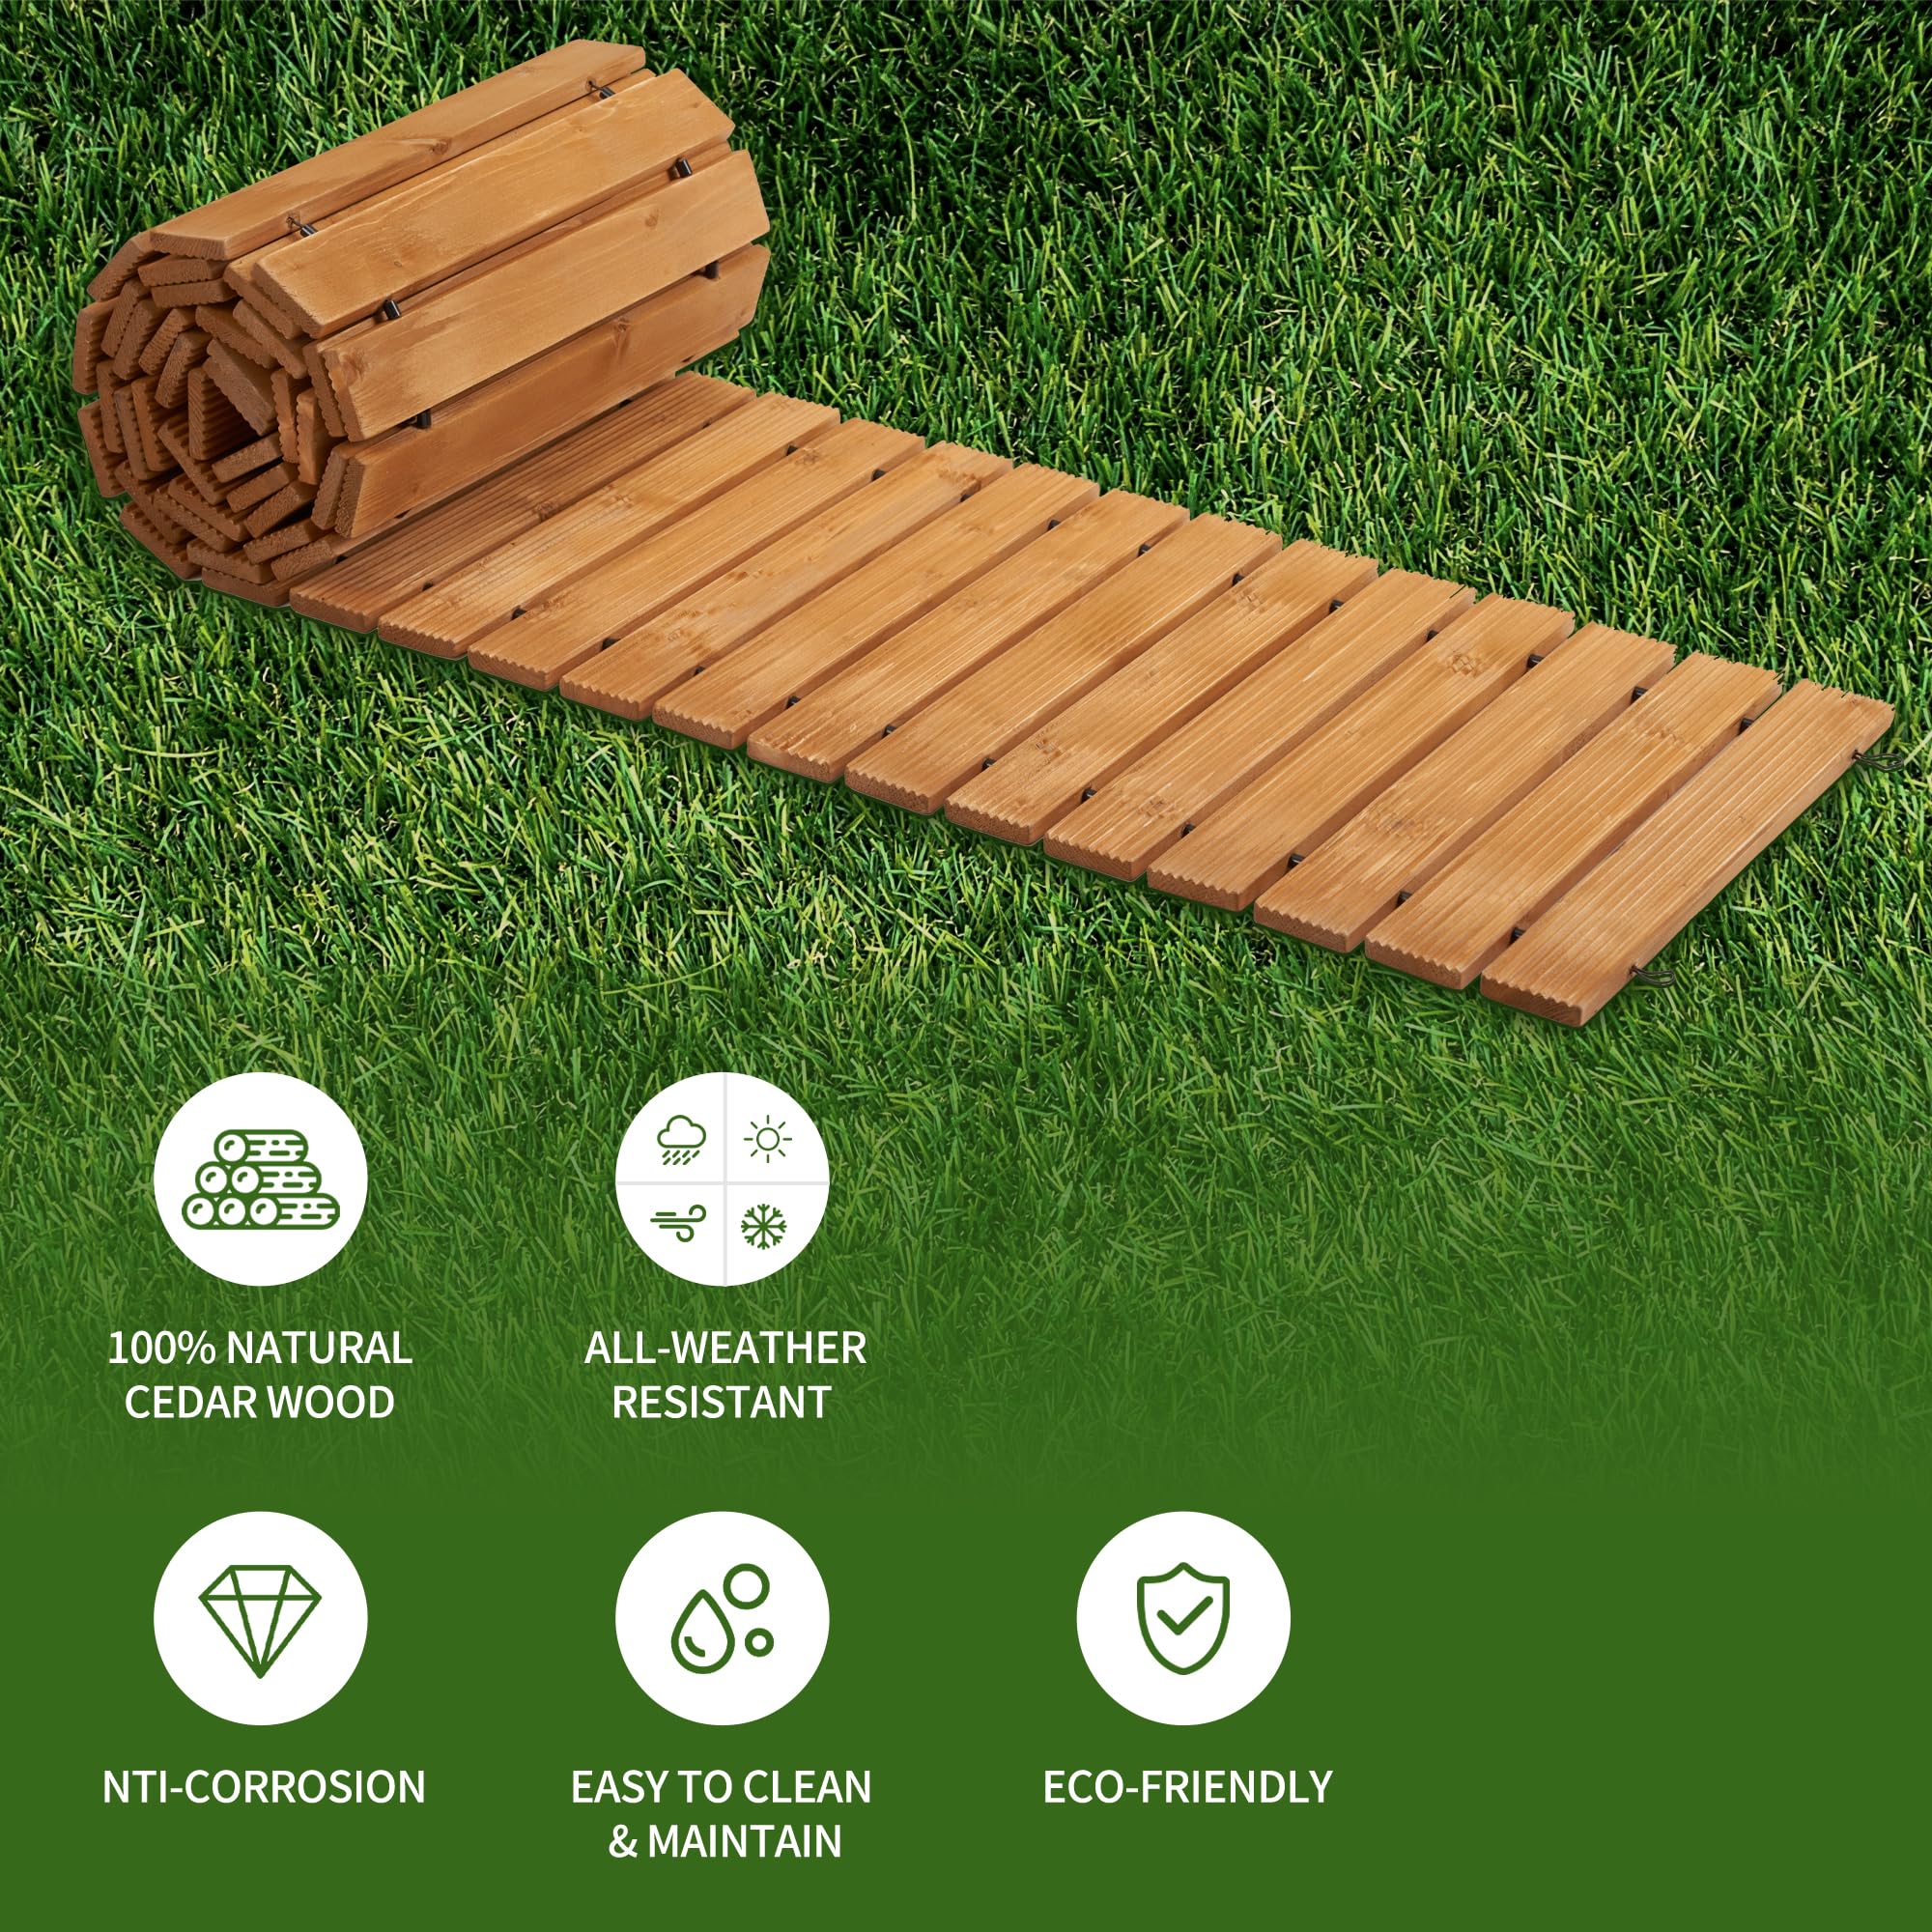 100% NATURAL
CEDAR WOOD
ALL-WEATHER
RESISTANT
NTI-CORROSION
EASY TO CLEAN
& MAINTAIN
ECO-FRIENDLY